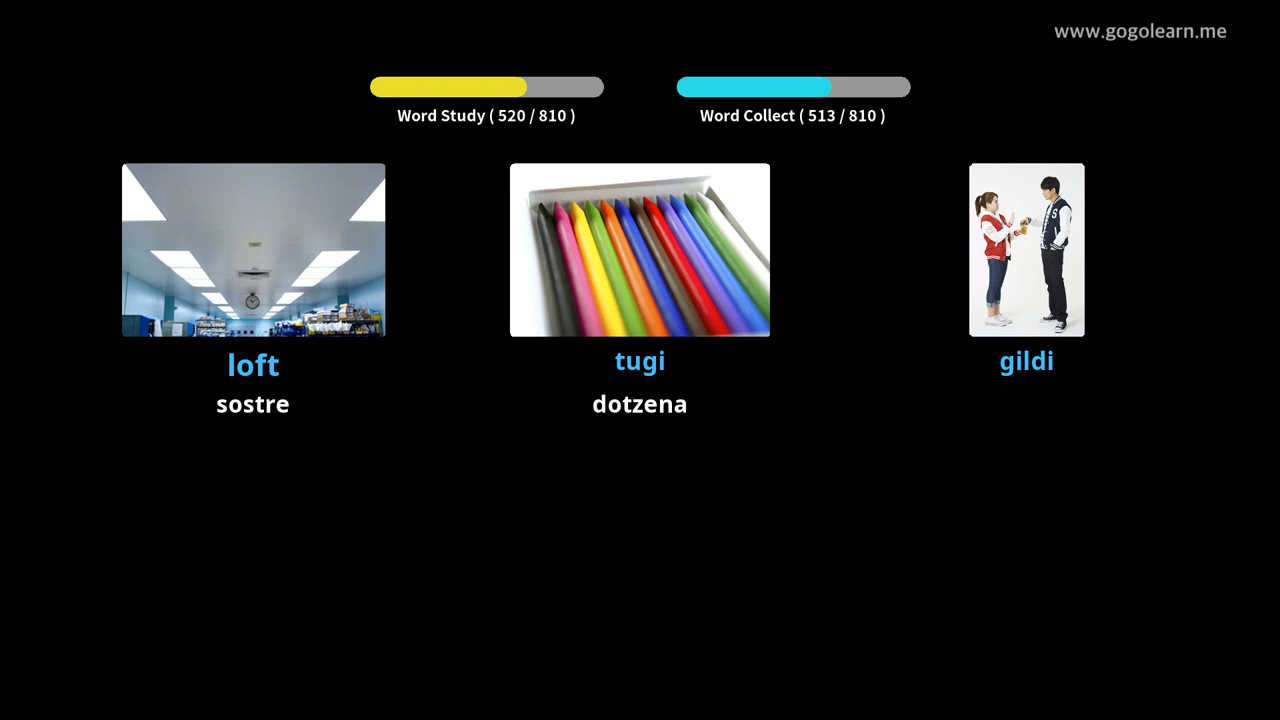 www.gogolearn.me
Word Study ( 520 / 810 )
Word Collect ( 513 / 810 )
loft
sostre
tugi
dotzena
gildi